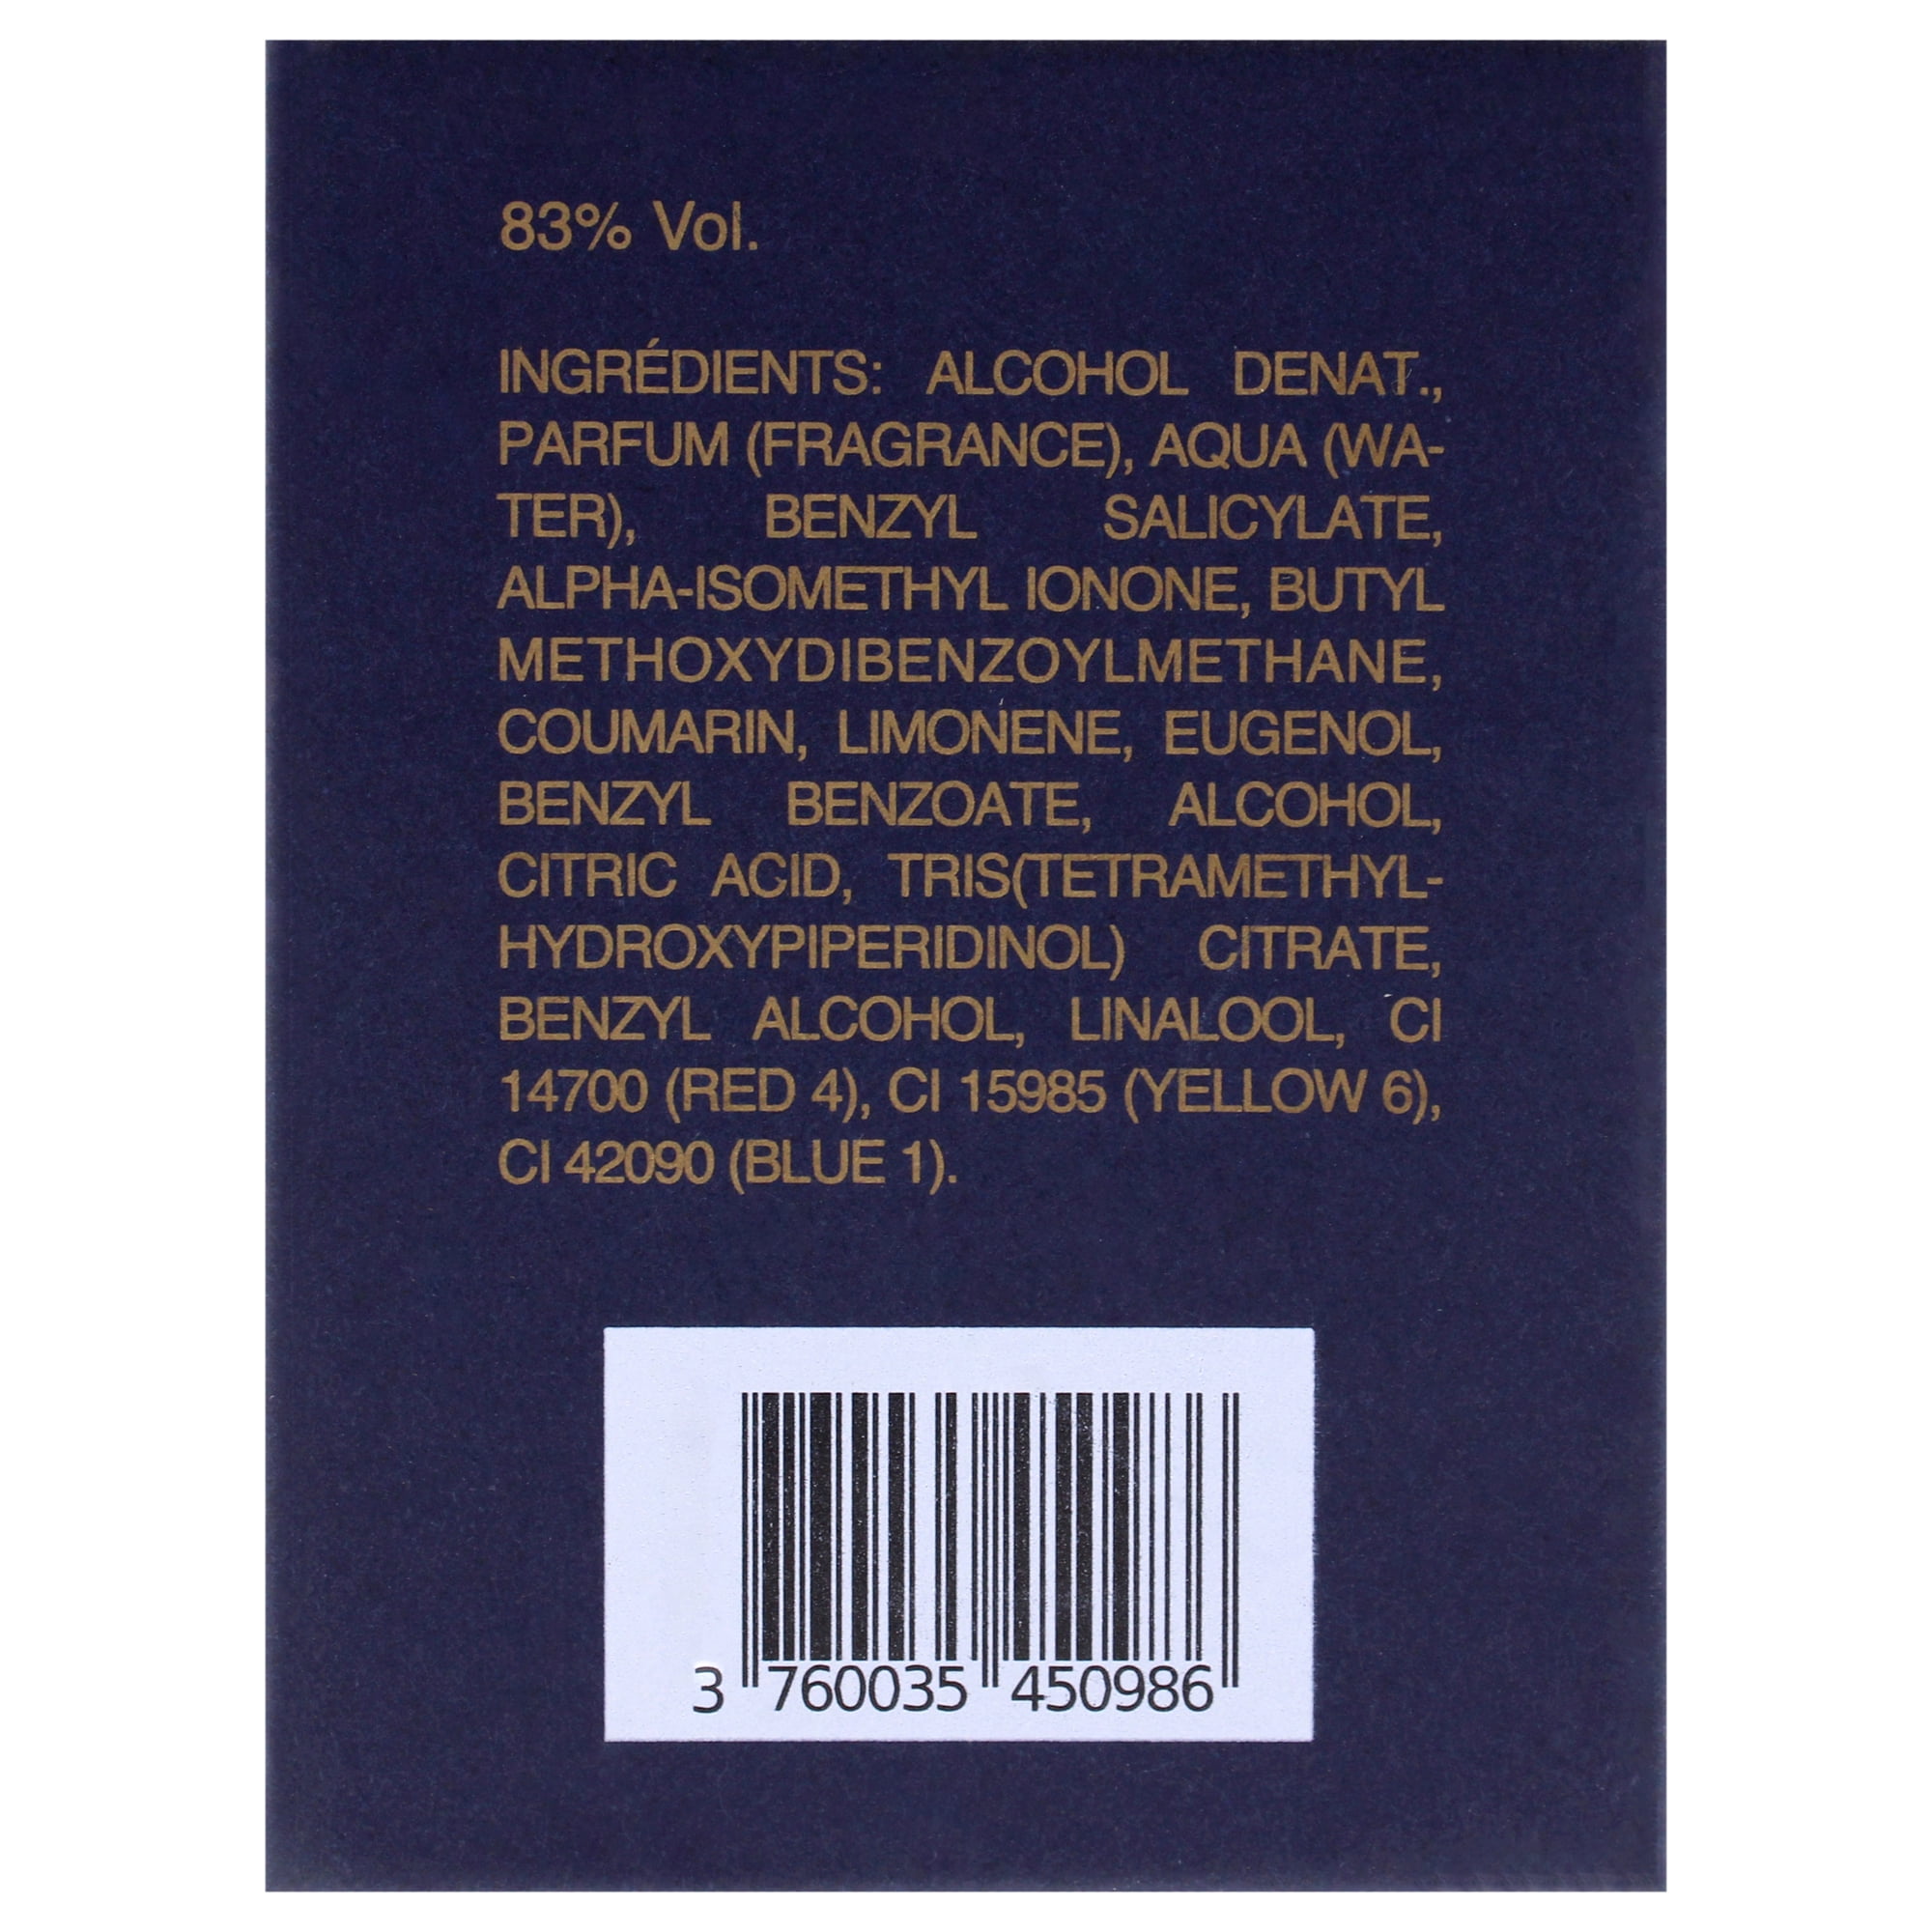 83% Vol.
INGRÉDIENTS: ALCOHOL DENAT.,
PARFUM (FRAGRANCE), AQUA (WA-
TER), BENZYL SALICYLATE,
ALPHA-ISOMETHYL IONONE, BUTYL
METHOXYDIBENZOYLMETHANE,
COUMARIN, LIMONENE, EUGENOL,
BENZYL BENZOATE, ALCOHOL,
CITRIC ACID, TRIS(TETRAMETHYL-
HYDROXYPIPERIDINOL) CITRATE,
BENZYL ALCOHOL, LINALOOL, CI
14700 (RED 4), CI 15985 (YELLOW 6),
CI 42090 (BLUE 1).
3 760035 450986